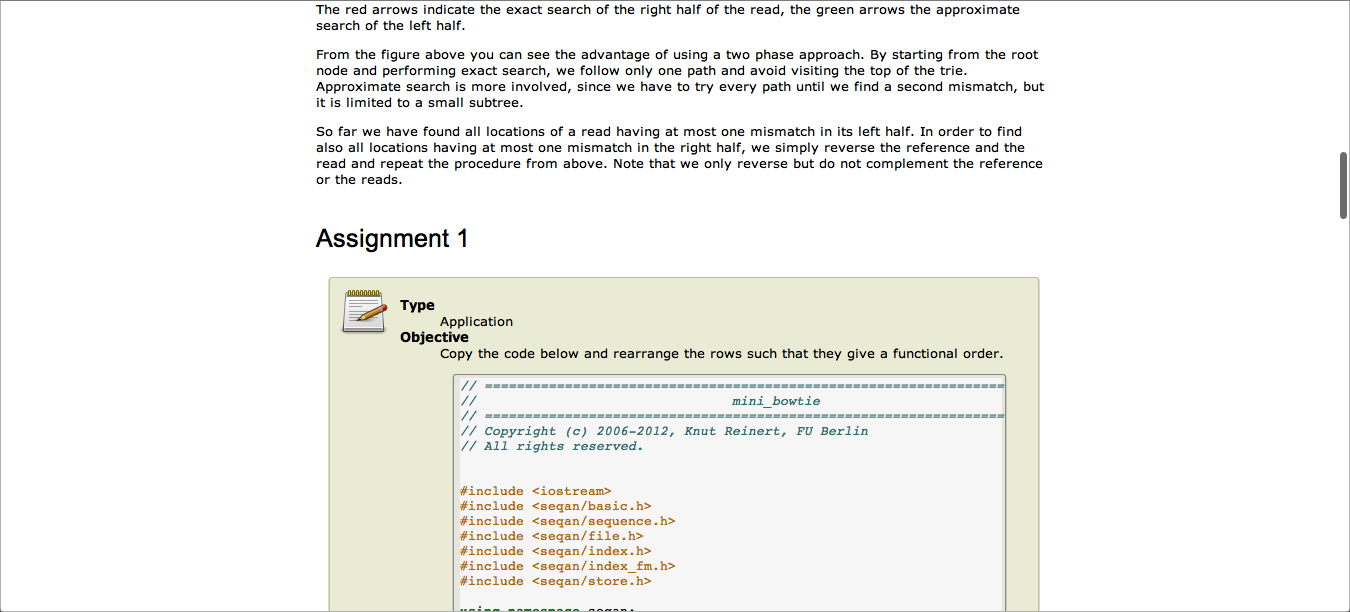 The red arrows indicate the exact search of the right half of the read, the green arrows the approximate
search of the left half.
From the figure above you can see the advantage of using a two phase approach. By starting from the root
node and performing exact search, we follow only one path and avoid visiting the top of the trie.
Approximate search is more involved, since we have to try every path until we find a second mismatch, but
it is limited to a small subtree.
So far we have found all locations of a read having at most one mismatch in its left half. In order to find
also all locations having at most one mismatch in the right half, we simply reverse the reference and the
read and repeat the procedure from above. Note that we only reverse but do not complement the reference
or the reads.
Assignment 1
Type
Application
Objective
Copy the code below and rearrange the rows such that they give a functional order.
// =================================================================
// mini_bowtie
// =================================================================
// Copyright (c) 2006-2012, Knut Reinert, FU Berlin
// All rights reserved.
#include <iostream>
#include <seqan/basic.h>
#include <seqan/sequence.h>
#include <seqan/file.h>
#include <seqan/index.h>
#include <seqan/index_fm.h>
#include <seqan/store.h>
using namespace seqan;